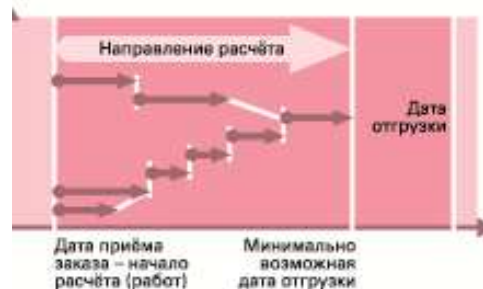 Направление расчёта
Дата
отгрузки
Дата приёма
заказа – начало
расчёта (работ)
Минимально
возможная
дата отгрузки